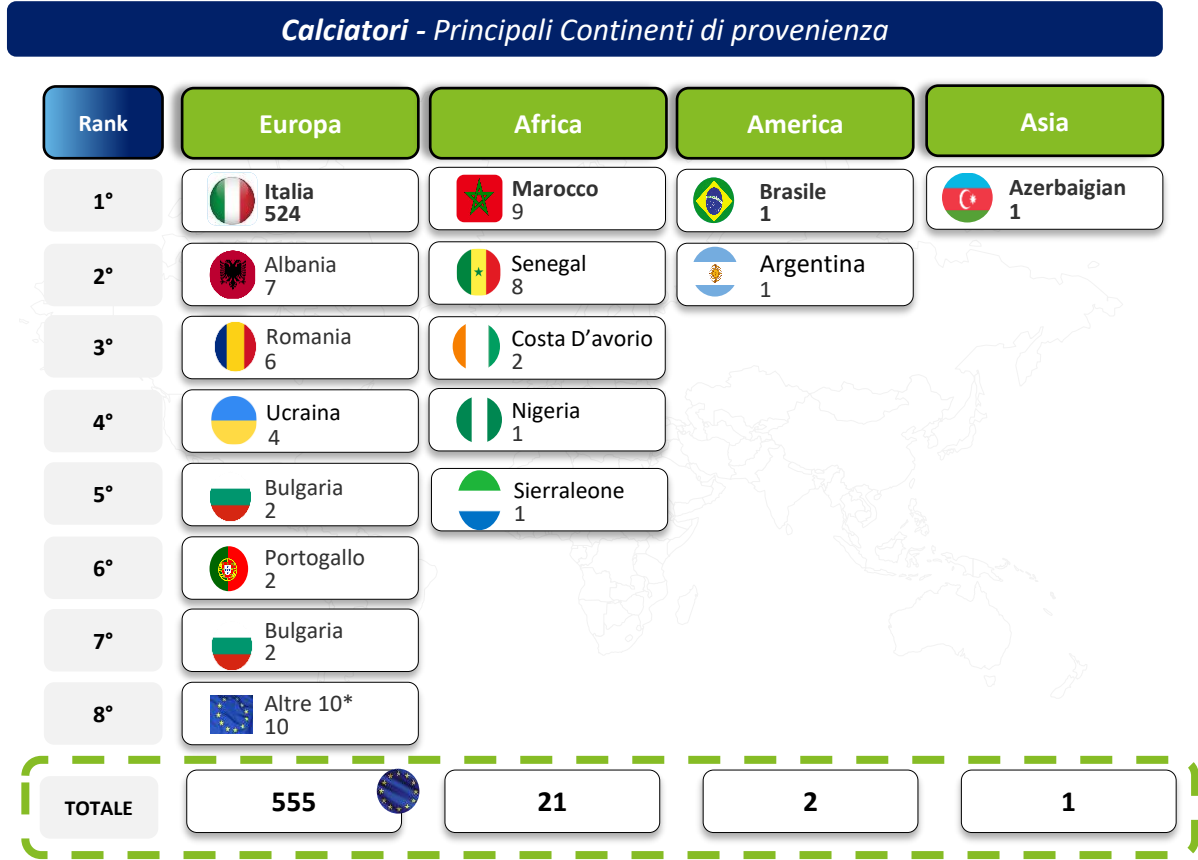 Calciatori - Principali Continenti di provenienza
Rank Europa Africa America Asia
1° Italia Marocco Brasile Azerbaigian
524 9 1 1
2° Albania Senegal Argentina
7 8 1
3° Romania Costa D'avorio
6 2
4° Ucraina Nigeria
4 1
5° Bulgaria Sierraleone
2 1
6° Portogallo
2
7° Bulgaria
2
8° Altre 10*
10
TOTALE 555 21 2 1